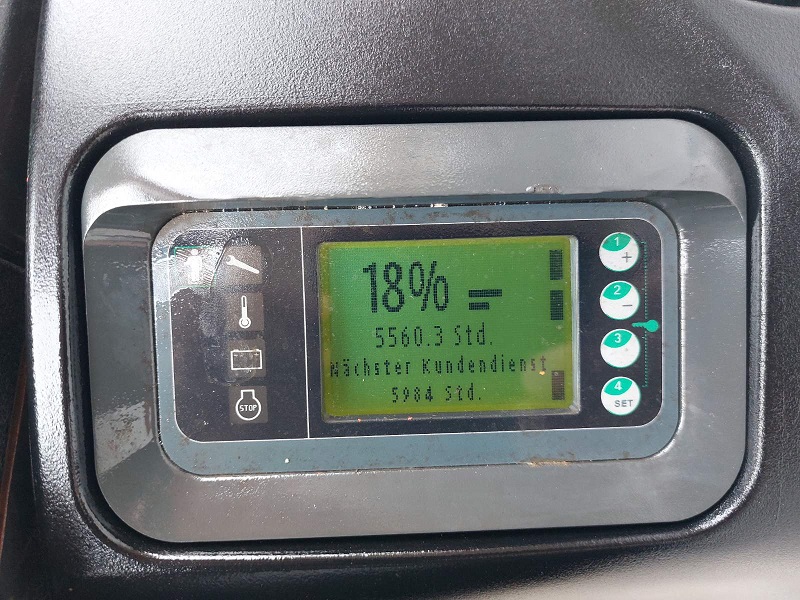 18%
5560.3 Std.
Nächster Kundendienst
5984 Std.
STOP
1
+
2
−
3
4
SET